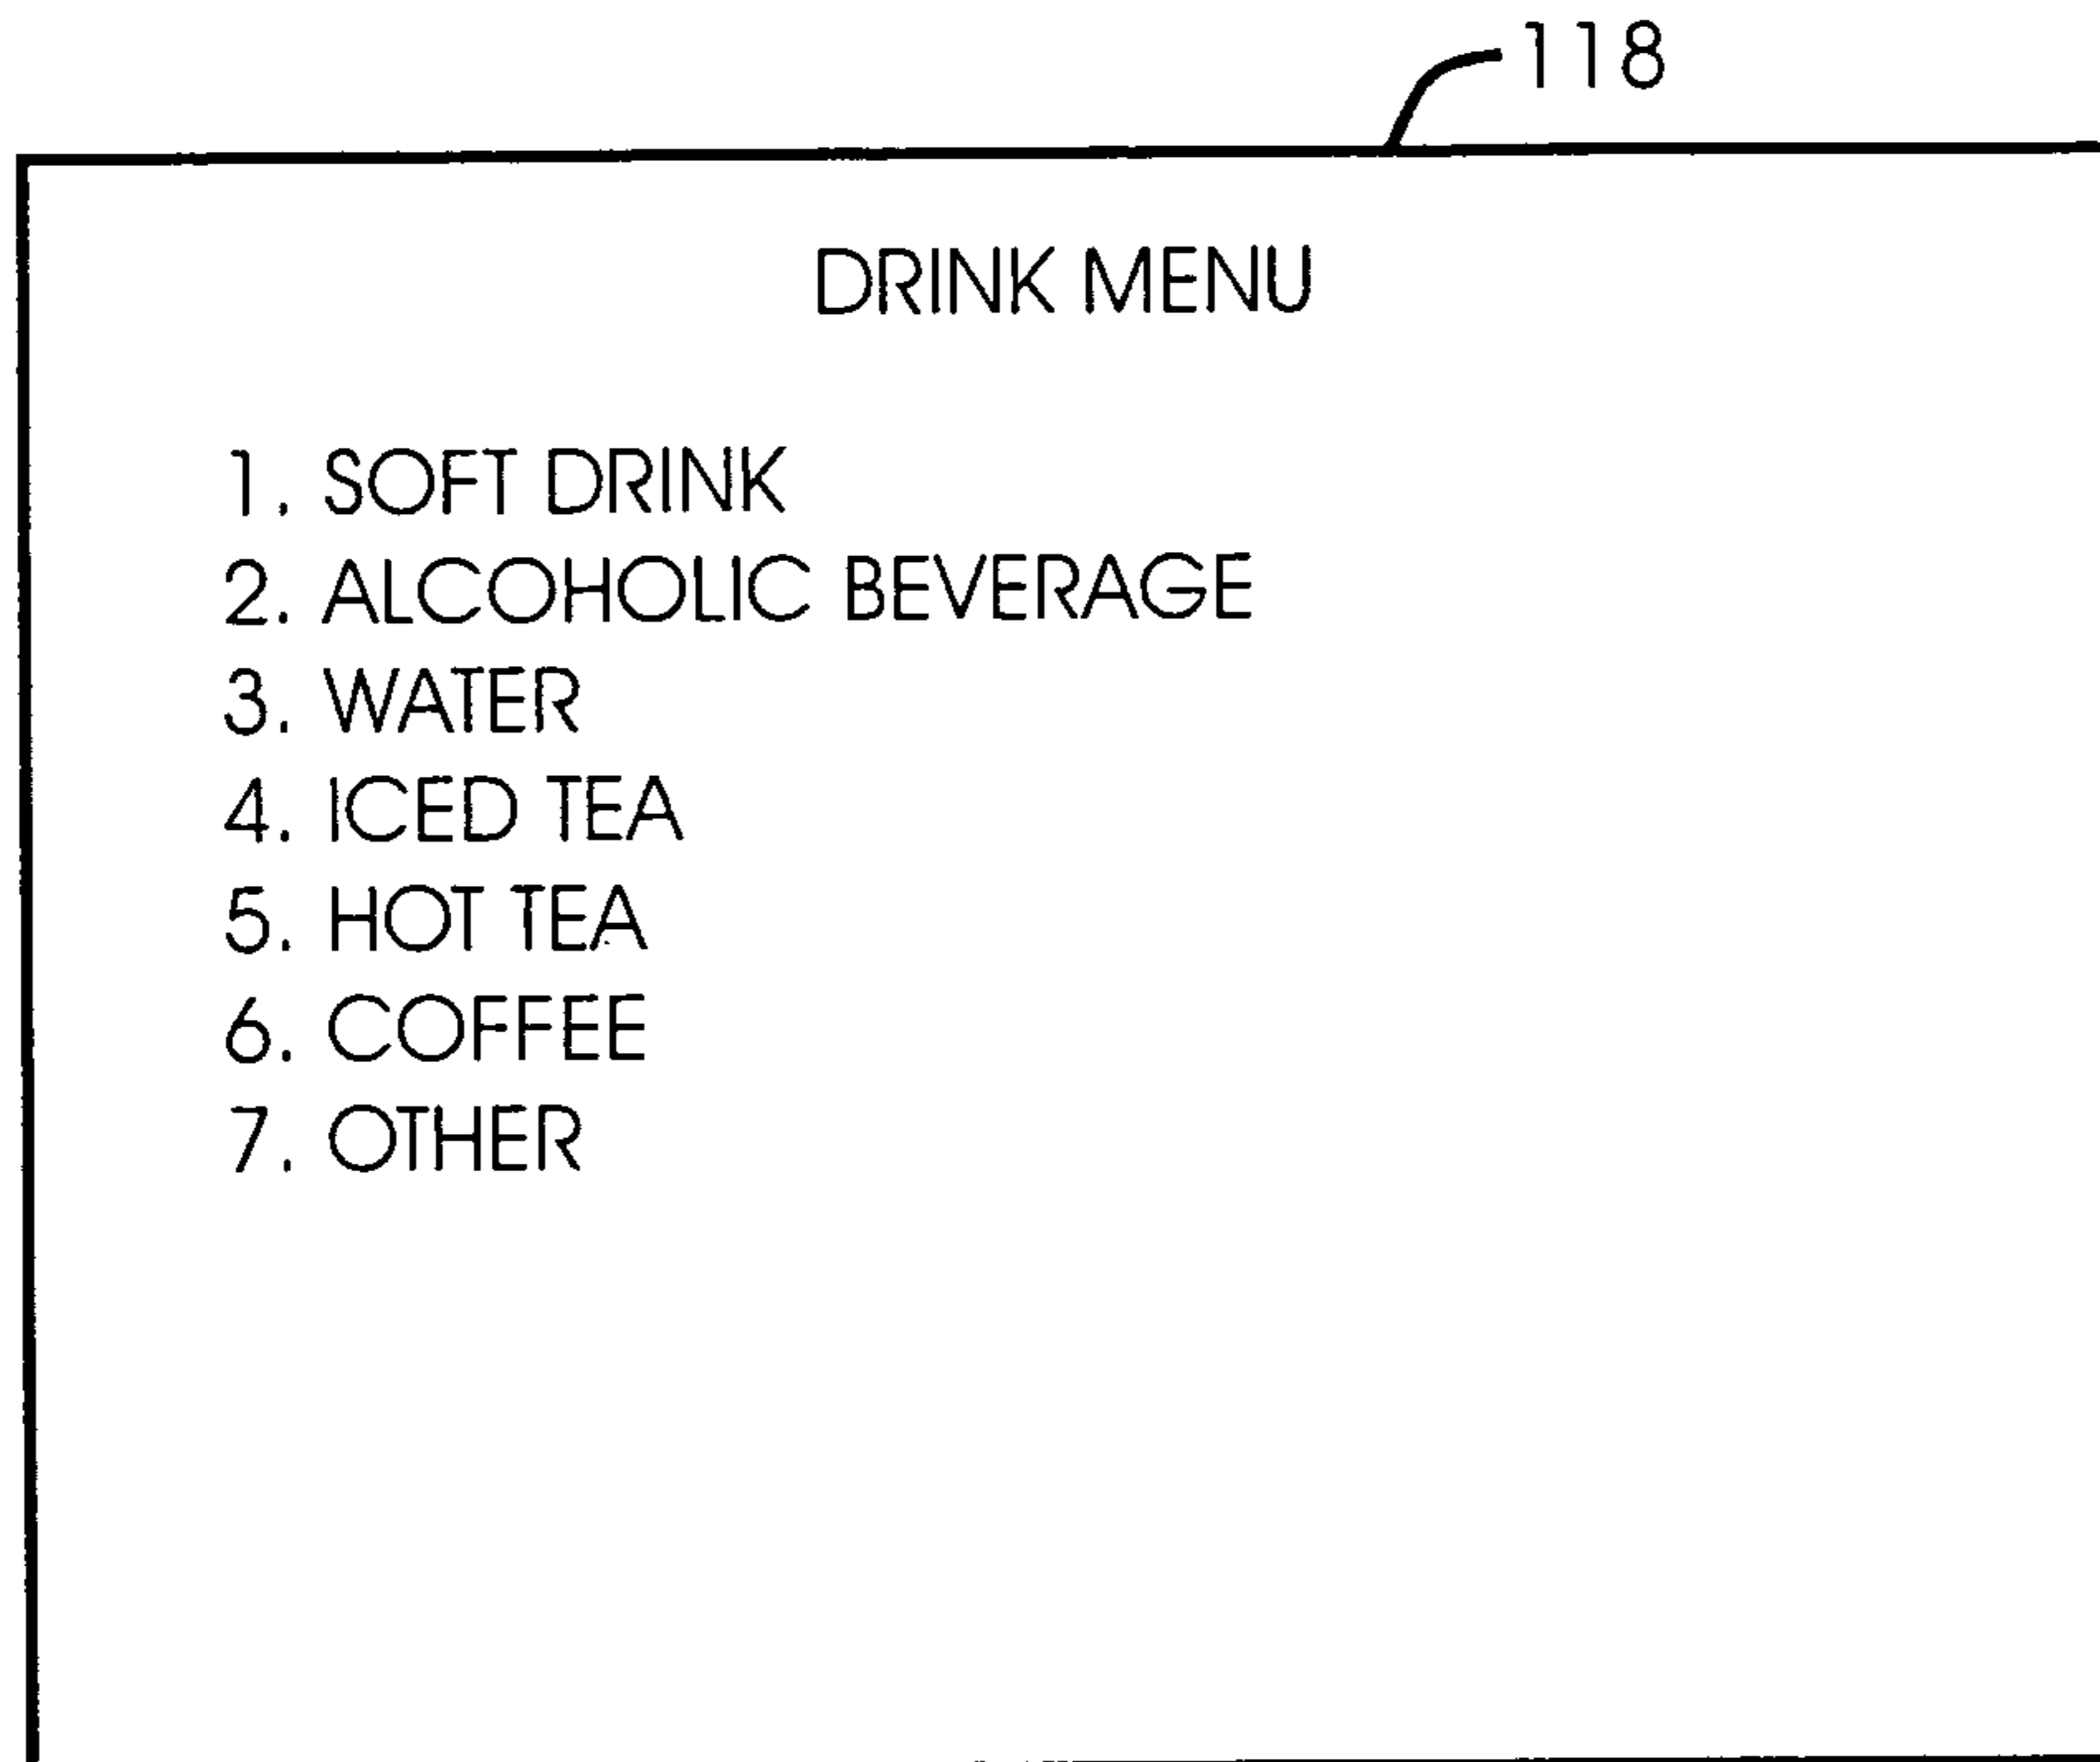 118
DRINK MENU
1. SOFT DRINK
2. ALCOHOLIC BEVERAGE
3. WATER
4. ICED TEA
5. HOT TEA
6. COFFEE
7. OTHER